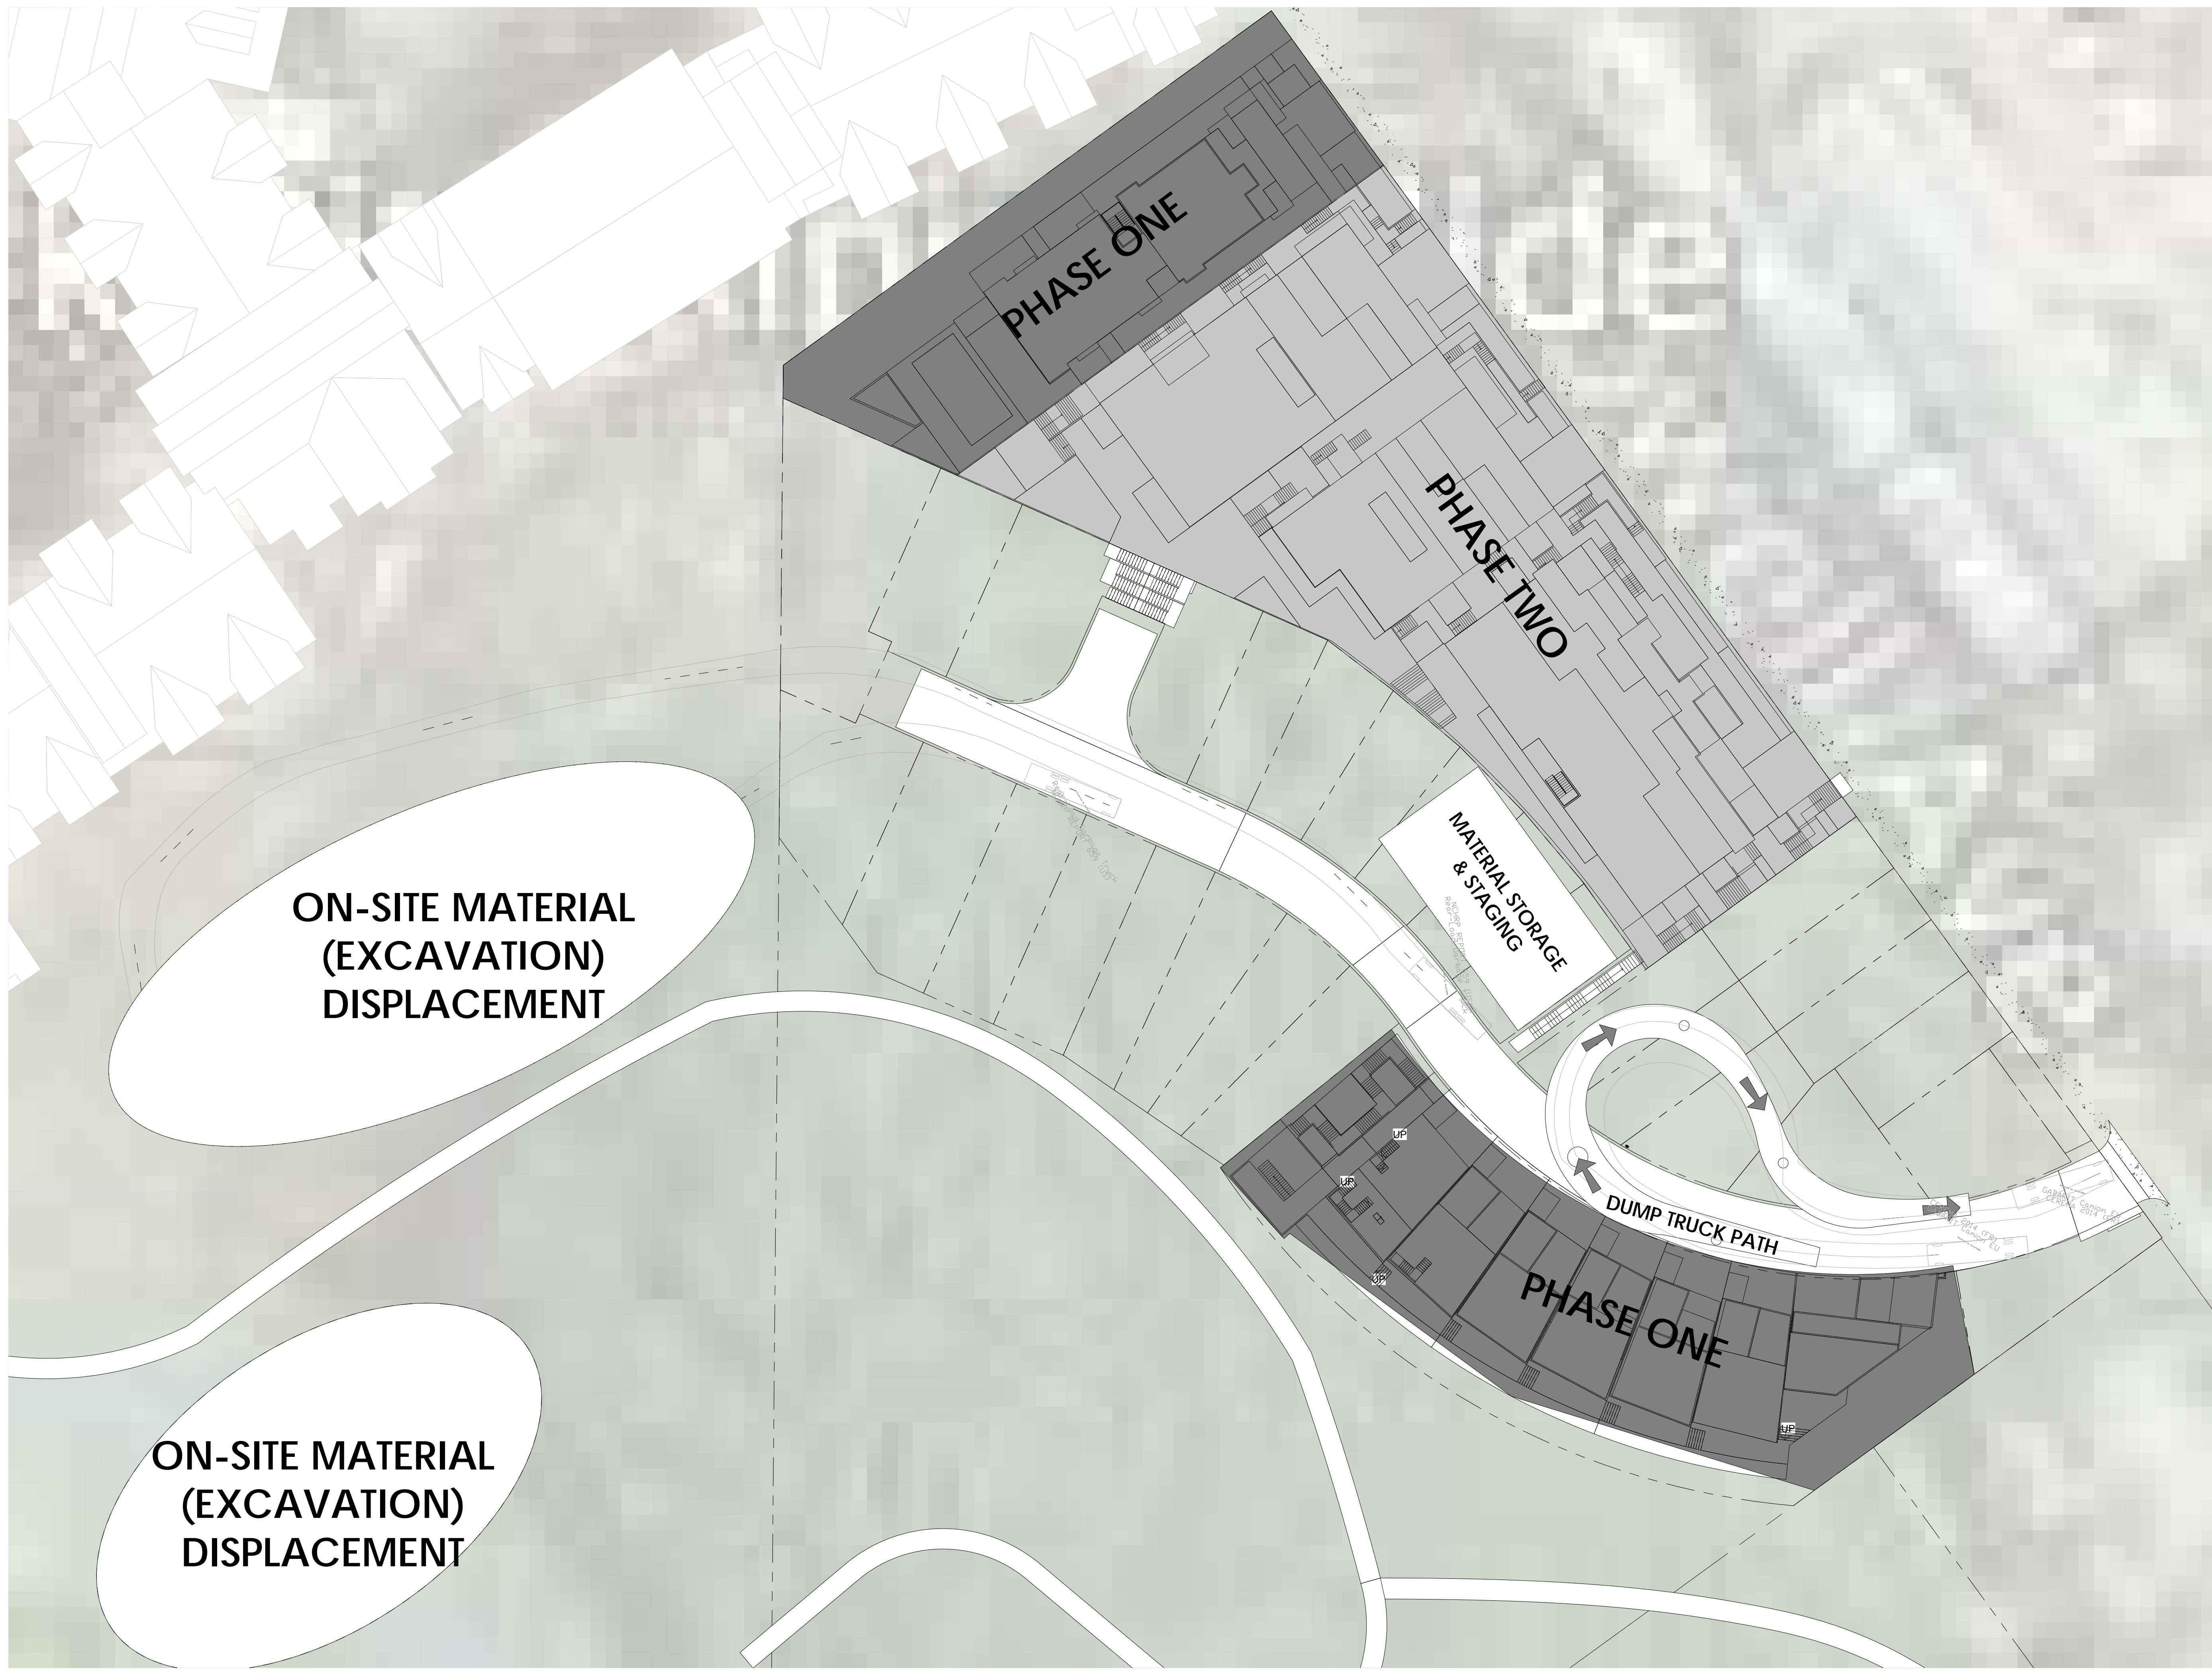 PHASE ONE
PHASE TWO
MATERIAL STORAGE
& STAGING
ON-SITE MATERIAL
(EXCAVATION)
DISPLACEMENT
UP
UP
UP
DUMP TRUCK PATH
PHASE ONE
UP
ON-SITE MATERIAL
(EXCAVATION)
DISPLACEMENT